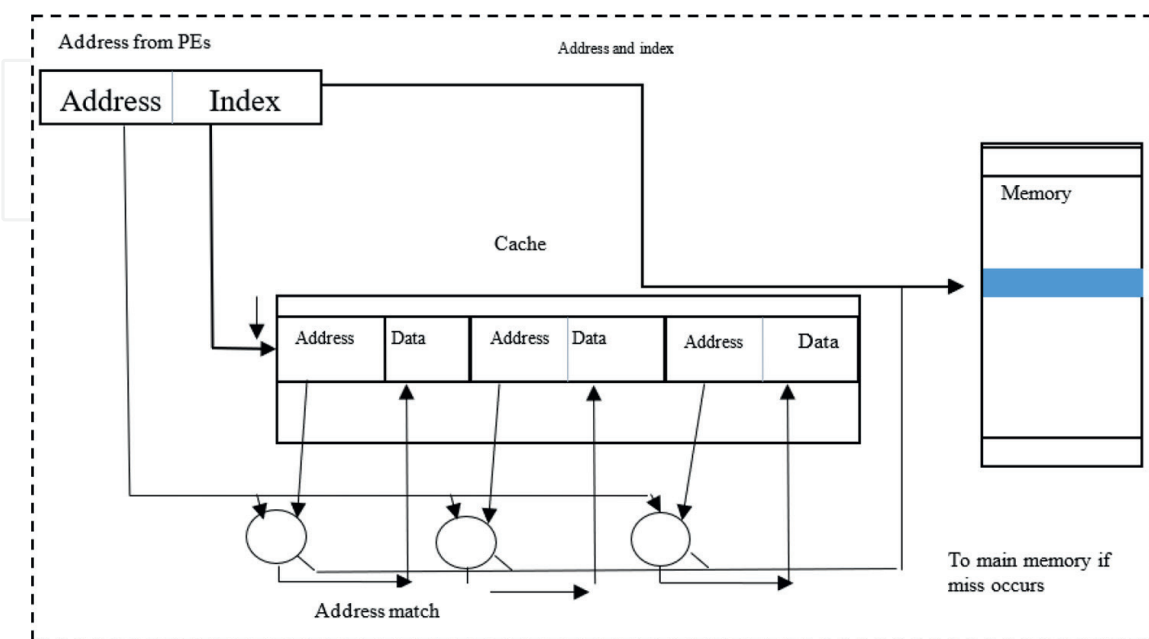 Address from PEs
Address and index
Address Index
Memory
Cache
Address Data Address Data Address Data
To main memory if
miss occurs
Address match